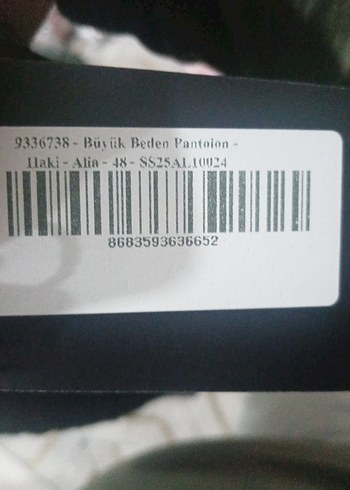 9336738 - Büyük Beden Pantolon -
Haki - Alia - 48 - SS25AL10024
8683593636652